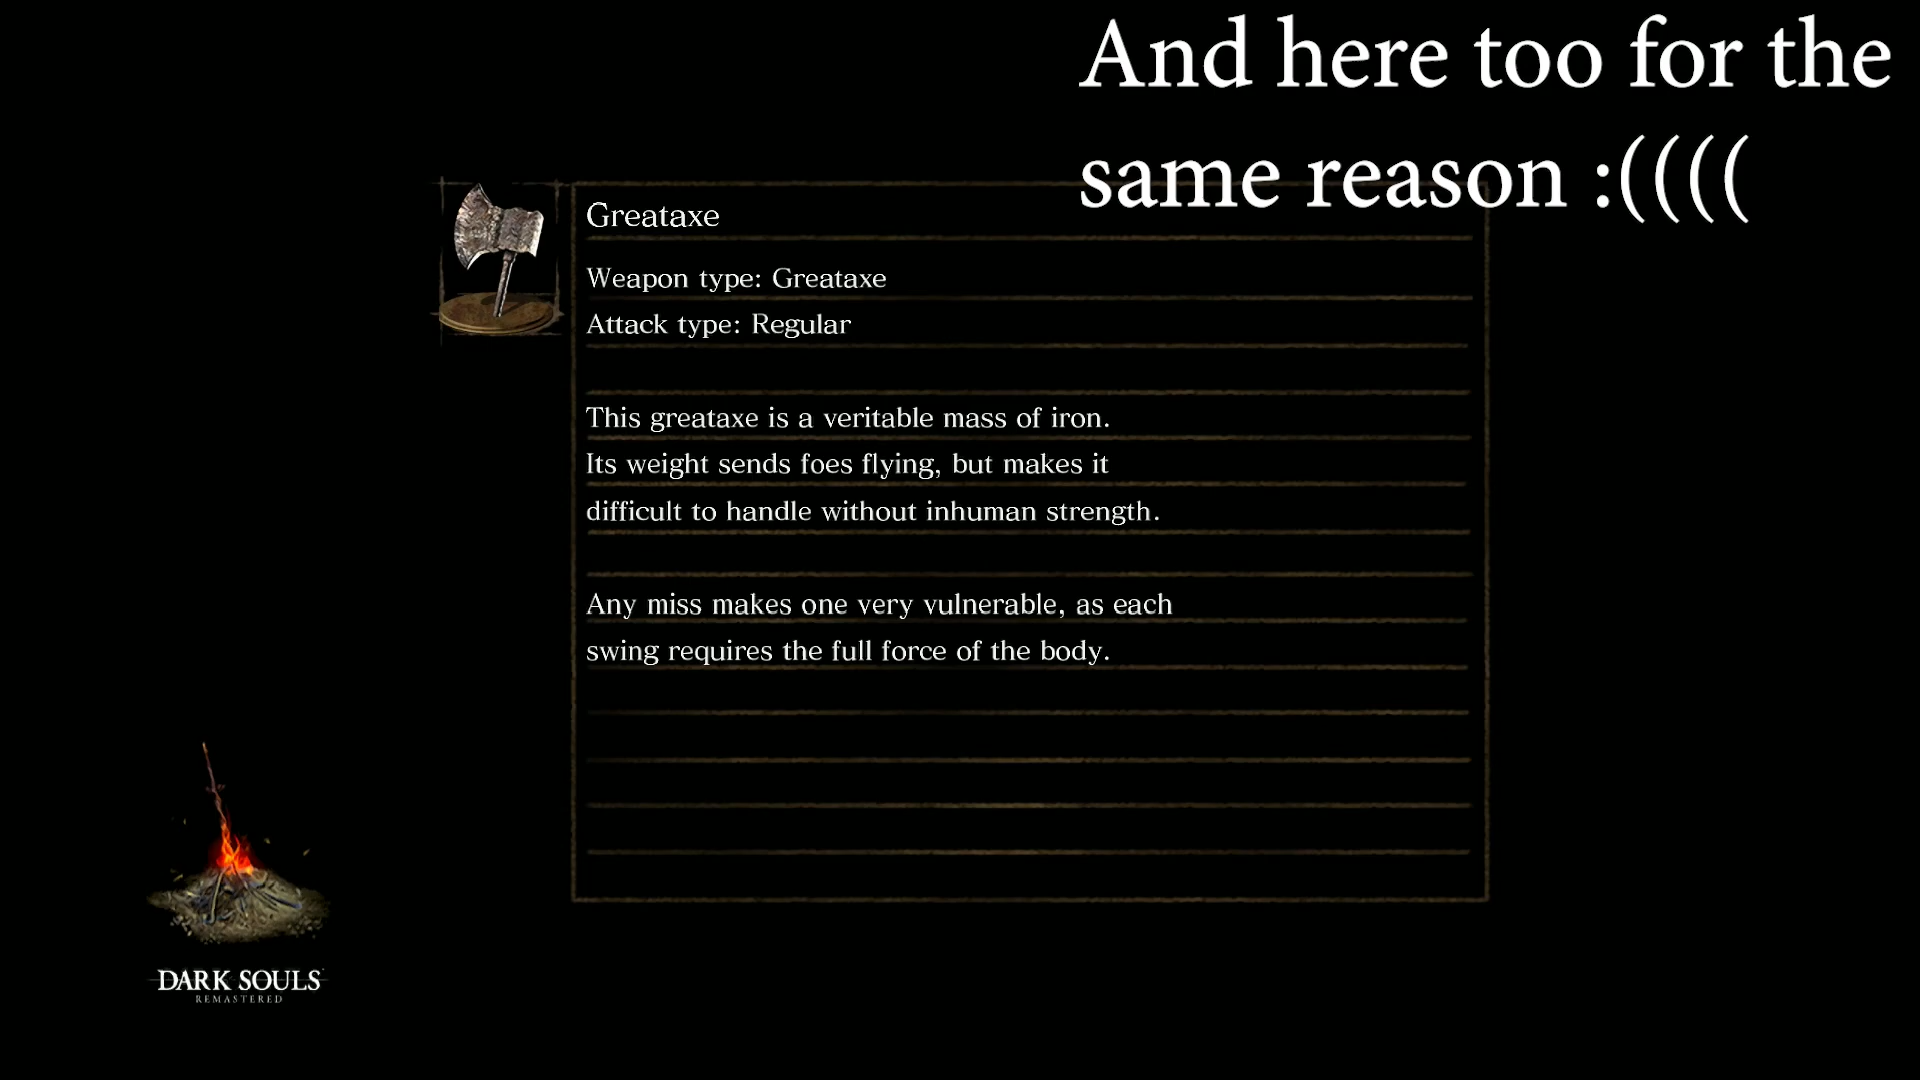 And here too for the
same reason :((((
Greataxe
Weapon type: Greataxe
Attack type: Regular
This greataxe is a veritable mass of iron.
Its weight sends foes flying, but makes it
difficult to handle without inhuman strength.
Any miss makes one very vulnerable, as each
swing requires the full force of the body.
DARK SOULS
REMASTERED